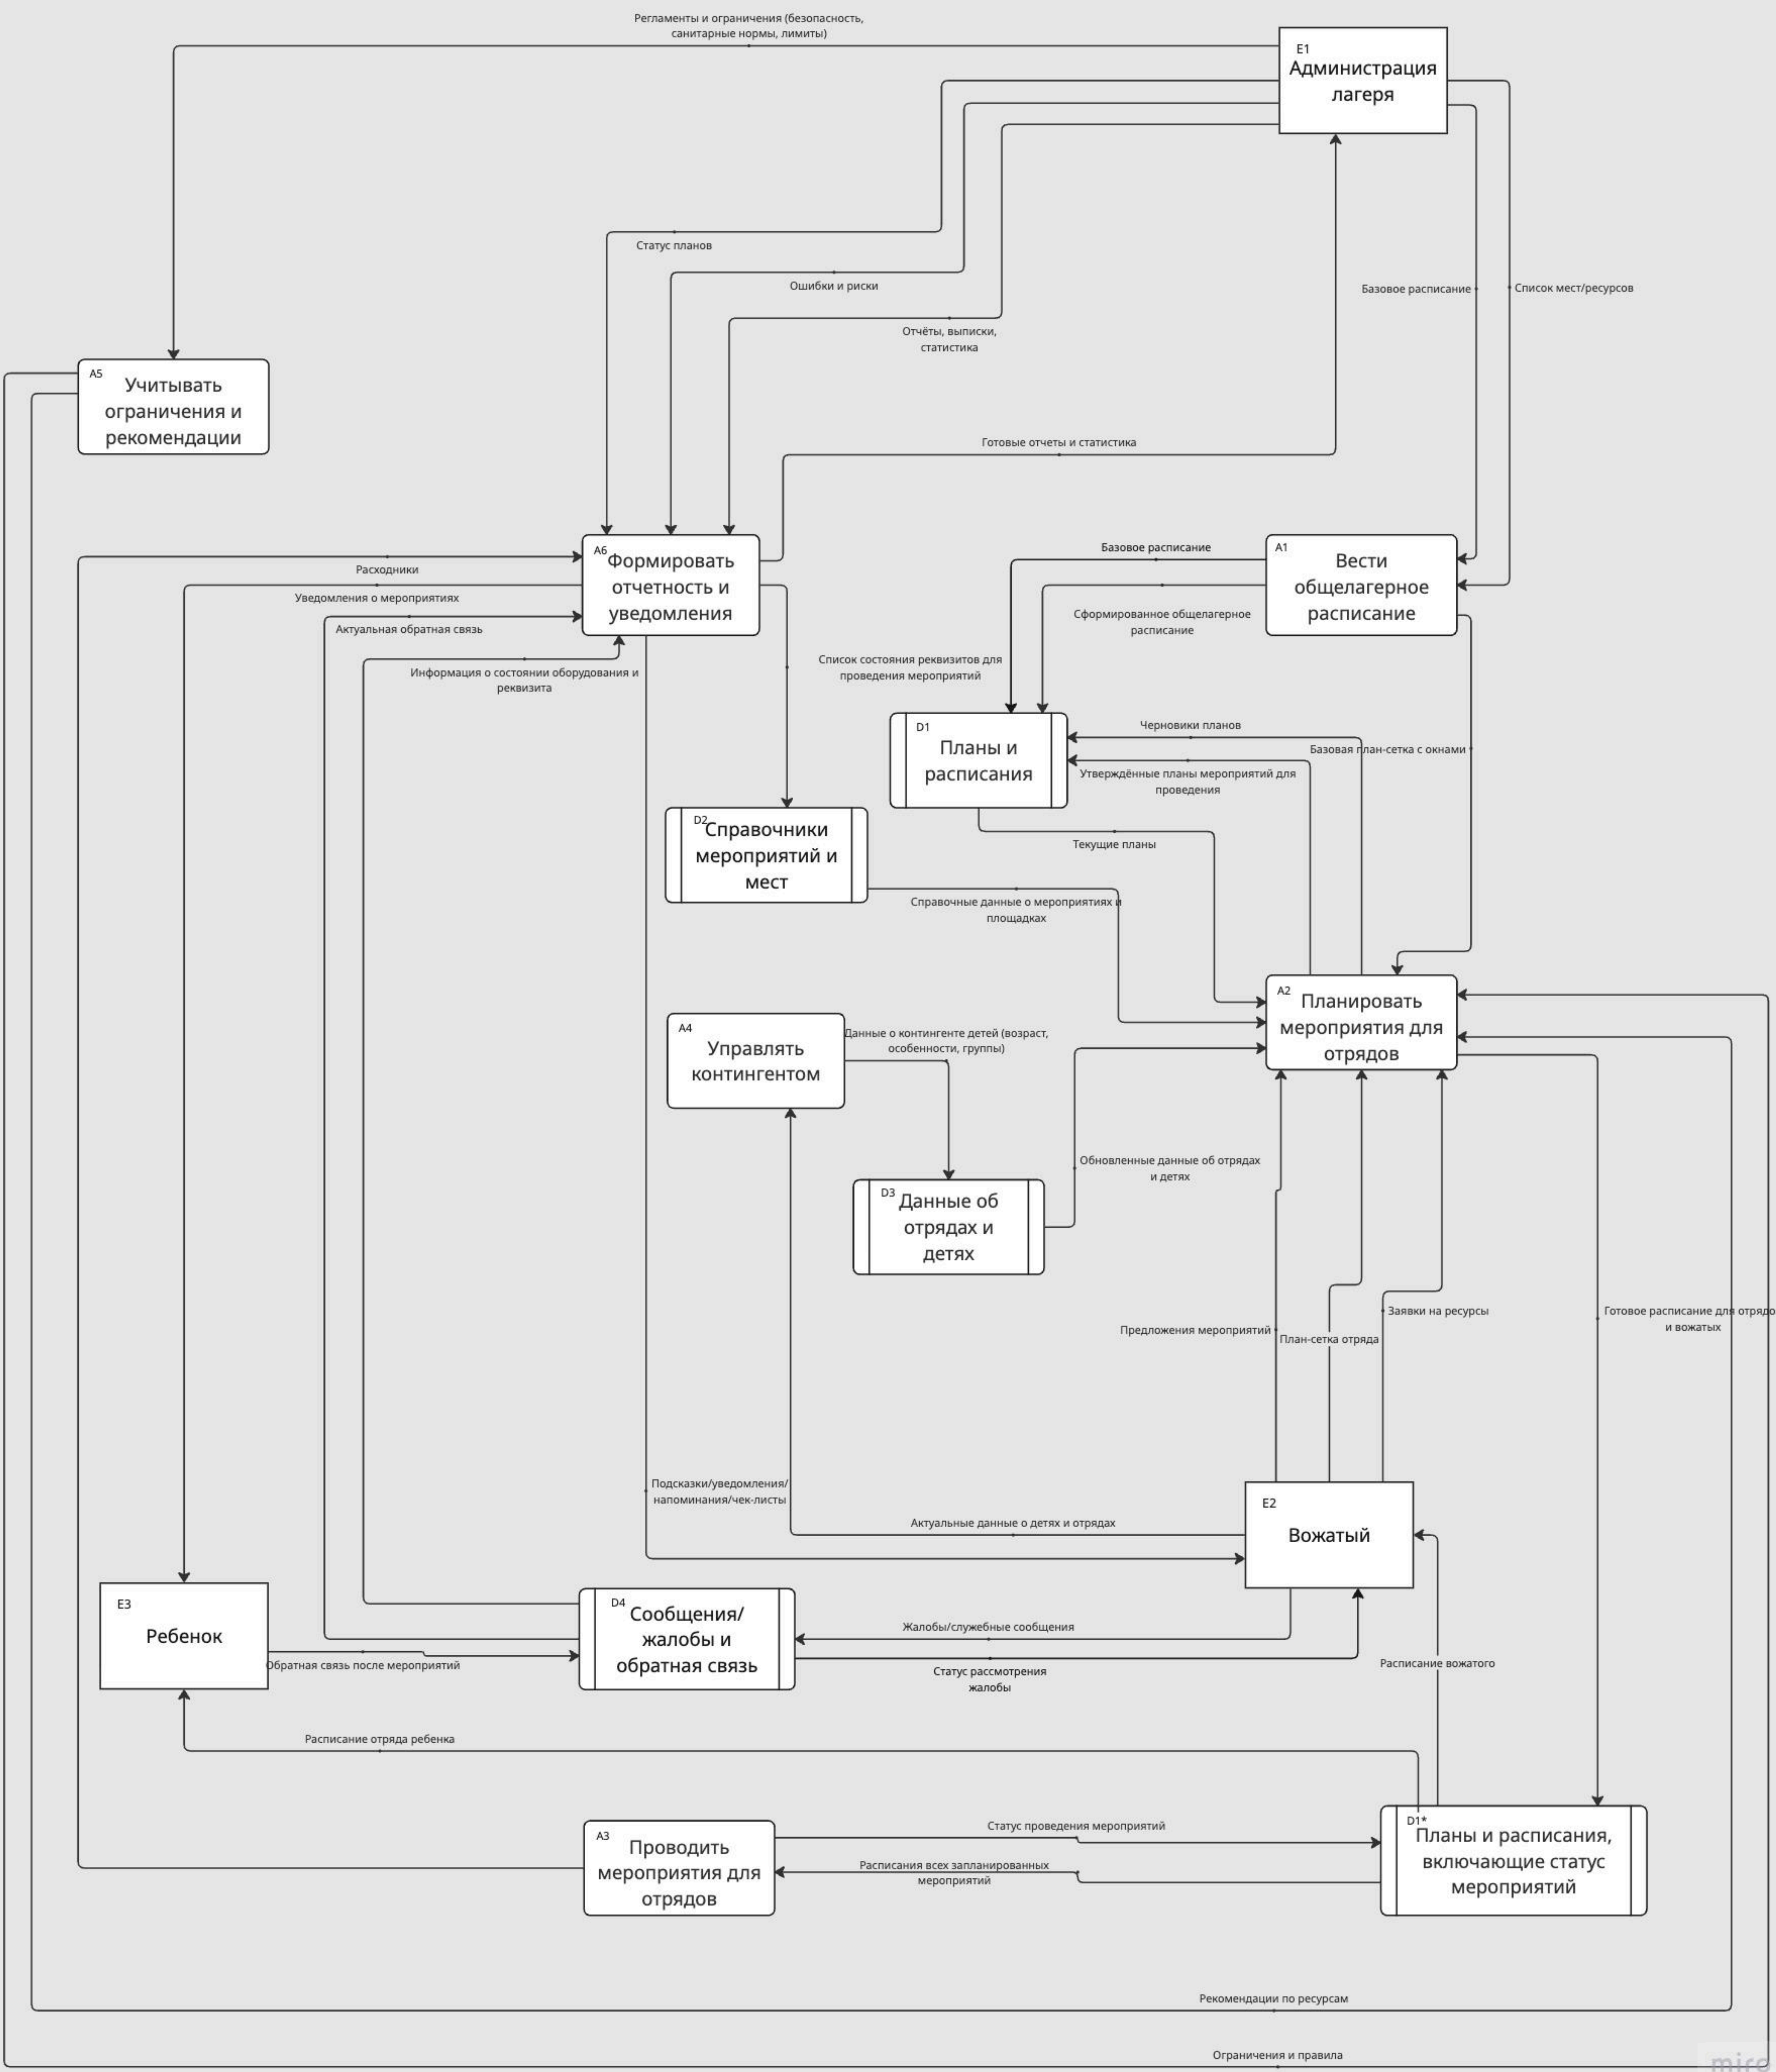 Регламенты и ограничения (безопасность,
санитарные нормы, лимиты)
E1
Администрация
лагеря
Статус планов
Ошибки и риски
Базовое расписание
Список мест/ресурсов
Отчёты, выписки,
статистика
A5
Учитывать
ограничения и
рекомендации
Готовые отчеты и статистика
A6
Формировать
отчетность и
уведомления
A1
Вести
общелагерное
расписание
Базовое расписание
Расходники
Уведомления о мероприятиях
Актуальная обратная связь
Сформированное общелагерное
расписание
Информация о состоянии оборудования и
реквизита
Список состояния реквизитов для
проведения мероприятий
D1
Планы и
расписания
Черновики планов
Базовая план-сетка с окнами
Утверждённые планы мероприятий для
проведения
D2
Справочники
мероприятий и
мест
Текущие планы
Справочные данные о мероприятиях и
площадках
A2
Планировать
мероприятия для
отрядов
A4
Управлять
контингентом
Данные о контингенте детей (возраст,
особенности, группы)
Обновленные данные об отрядах
и детях
D3
Данные об
отрядах и
детях
Предложения мероприятий
План-сетка отряда
Заявки на ресурсы
Готовое расписание для отрядо
и вожатых
Подсказки/уведомления/
напоминания/чек-листы
E2
Вожатый
Актуальные данные о детях и отрядах
E3
Ребенок
D4
Сообщения/
жалобы и
обратная связь
Жалобы/служебные сообщения
Обратная связь после мероприятий
Статус рассмотрения
жалобы
Расписание вожатого
Расписание отряда ребенка
A3
Проводить
мероприятия для
отрядов
Статус проведения мероприятий
Расписания всех запланированных
мероприятий
D1*
Планы и расписания,
включающие статус
мероприятий
Рекомендации по ресурсам
Ограничения и правила
miro